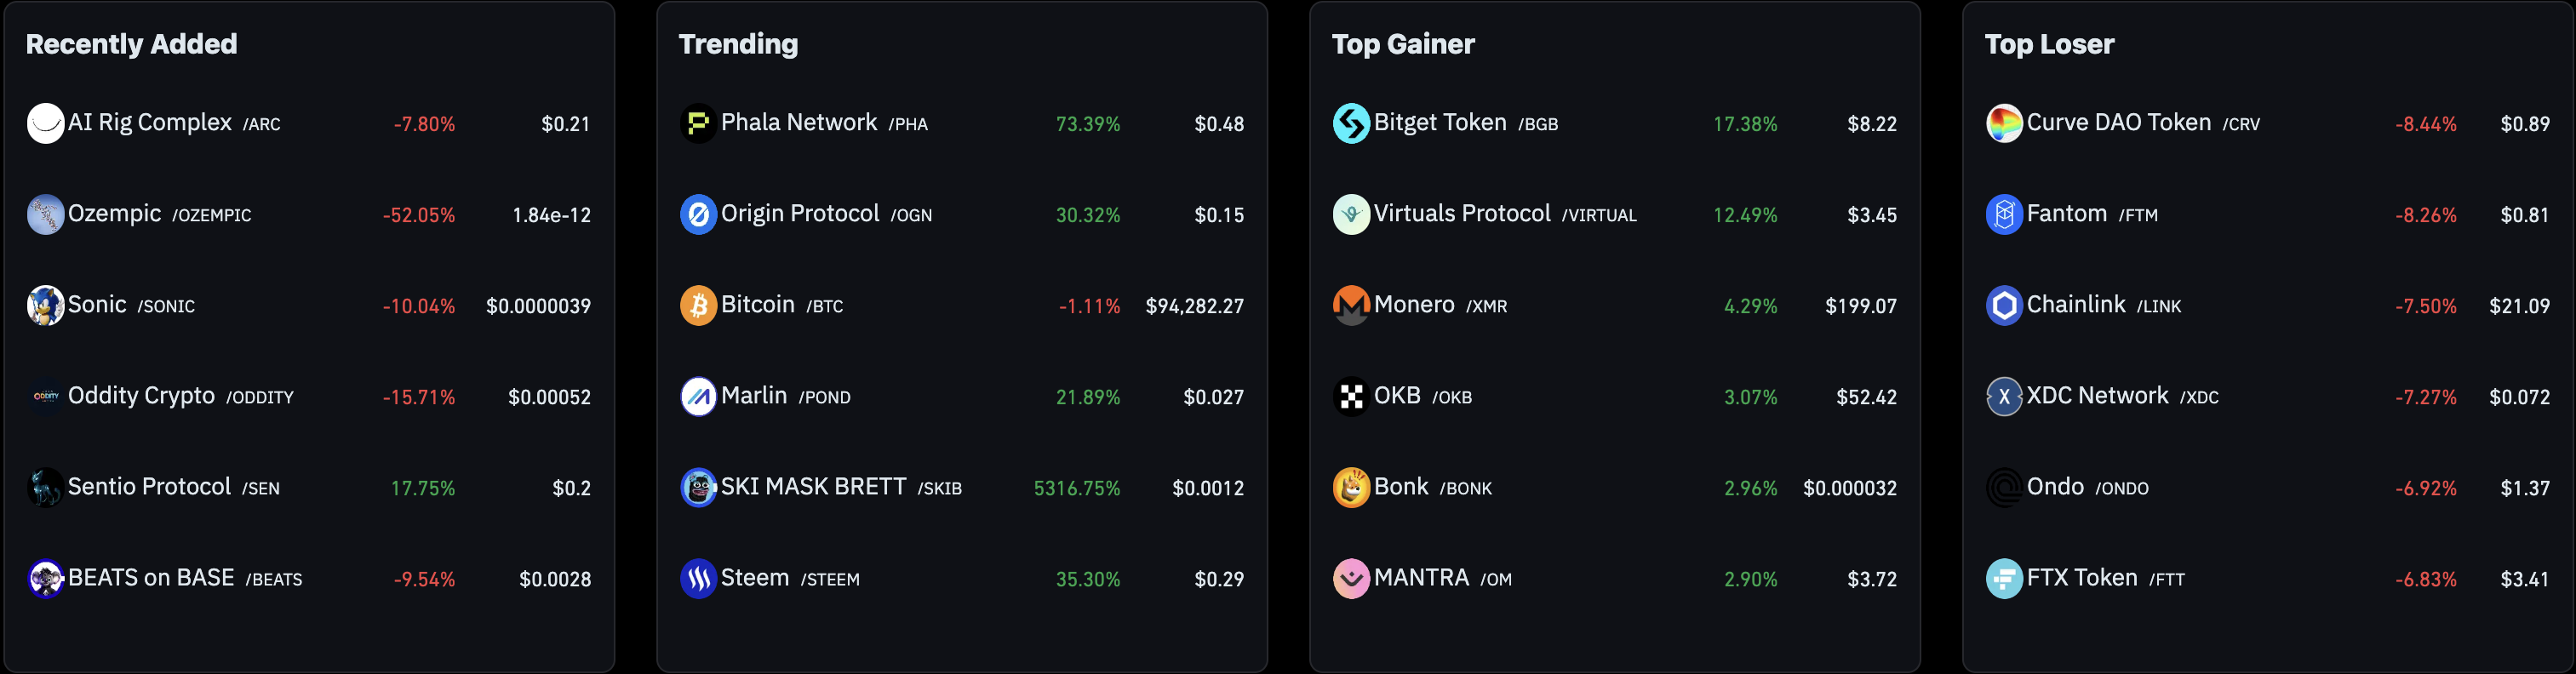 Recently Added
AI Rig Complex /ARC -7.80% $0.21
Ozempic /OZEMPIC -52.05% 1.84e-12
Sonic /SONIC -10.04% $0.0000039
Oddity Crypto /ODDITY -15.71% $0.00052
Sentio Protocol /SEN 17.75% $0.2
BEATS on BASE /BEATS -9.54% $0.0028
Trending
Phala Network /PHA 73.39% $0.48
Origin Protocol /OGN 30.32% $0.15
Bitcoin /BTC -1.11% $94,282.27
Marlin /POND 21.89% $0.027
SKI MASK BRETT /SKIB 5316.75% $0.0012
Steem /STEEM 35.30% $0.29
Top Gainer
Bitget Token /BGB 17.38% $8.22
Virtuals Protocol /VIRTUAL 12.49% $3.45
Monero /XMR 4.29% $199.07
OKB /OKB 3.07% $52.42
Bonk /BONK 2.96% $0.000032
MANTRA /OM 2.90% $3.72
Top Loser
Curve DAO Token /CRV -8.44% $0.89
Fantom /FTM -8.26% $0.81
Chainlink /LINK -7.50% $21.09
XDC Network /XDC -7.27% $0.072
Ondo /ONDO -6.92% $1.37
FTX Token /FTT -6.83% $3.41